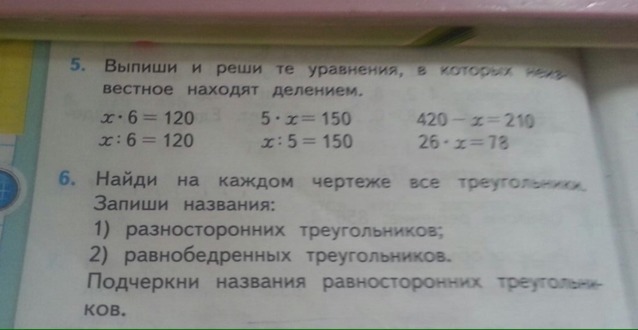 5. Выпиши и реши те уравнения, в которых неиз-
вестное находят делением.
x · 6 = 120 5 · x = 150 420 − x = 210
x : 6 = 120 x : 5 = 150 26 · x = 78
6. Найди на каждом чертеже все треугольники.
Запиши названия:
1) разносторонних треугольников;
2) равнобедренных треугольников.
Подчеркни названия равносторонних треугольни-
ков.